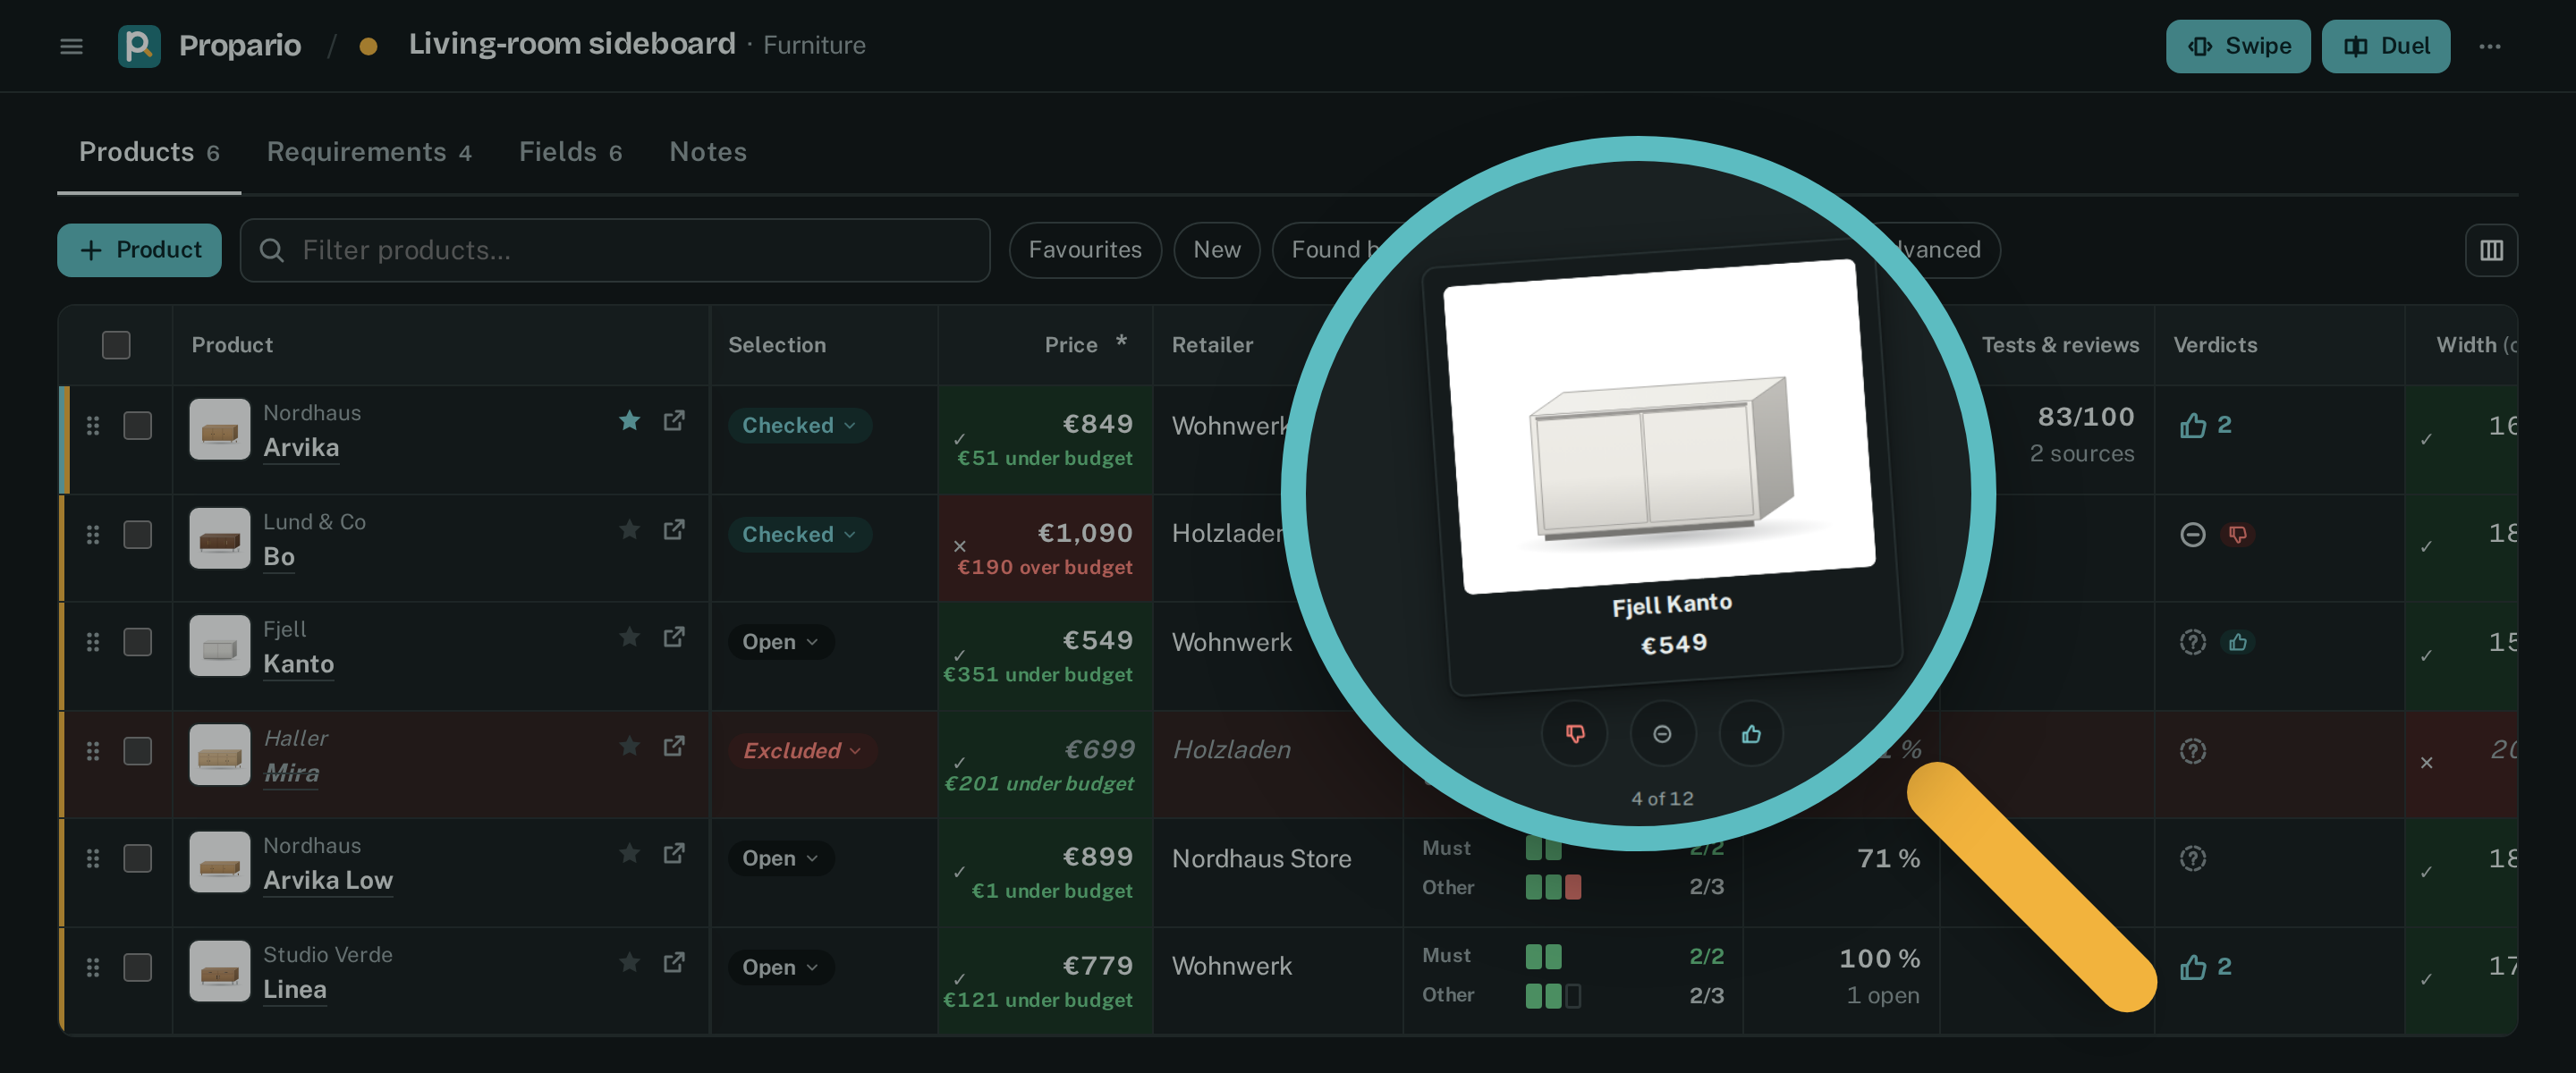 Propario / Living-room sideboard · Furniture
Swipe
Duel
Products 6
Requirements 4
Fields 6
Notes
Product
Filter products...
Favourites
New
Found
Product
Selection
Price *
Retailer
Tests & reviews
Verdicts
Width
Nordhaus
Arvika
Checked
€849
€51 under budget
Wohnwerk
83/100
2 sources
2
16
Lund & Co
Bo
Checked
€1,090
€190 over budget
Holzladen
18
Fjell
Kanto
Open
€549
€351 under budget
Wohnwerk
15
Fjell Kanto
€549
4 of 12
Haller
Mira
Excluded
€699
€201 under budget
Holzladen
%
20
Nordhaus
Arvika Low
Open
€899
€1 under budget
Nordhaus Store
Must 2/2
Other 2/3
71 %
18
Studio Verde
Linea
Open
€779
€121 under budget
Wohnwerk
Must 2/2
Other 2/3
100 %
1 open
2
17